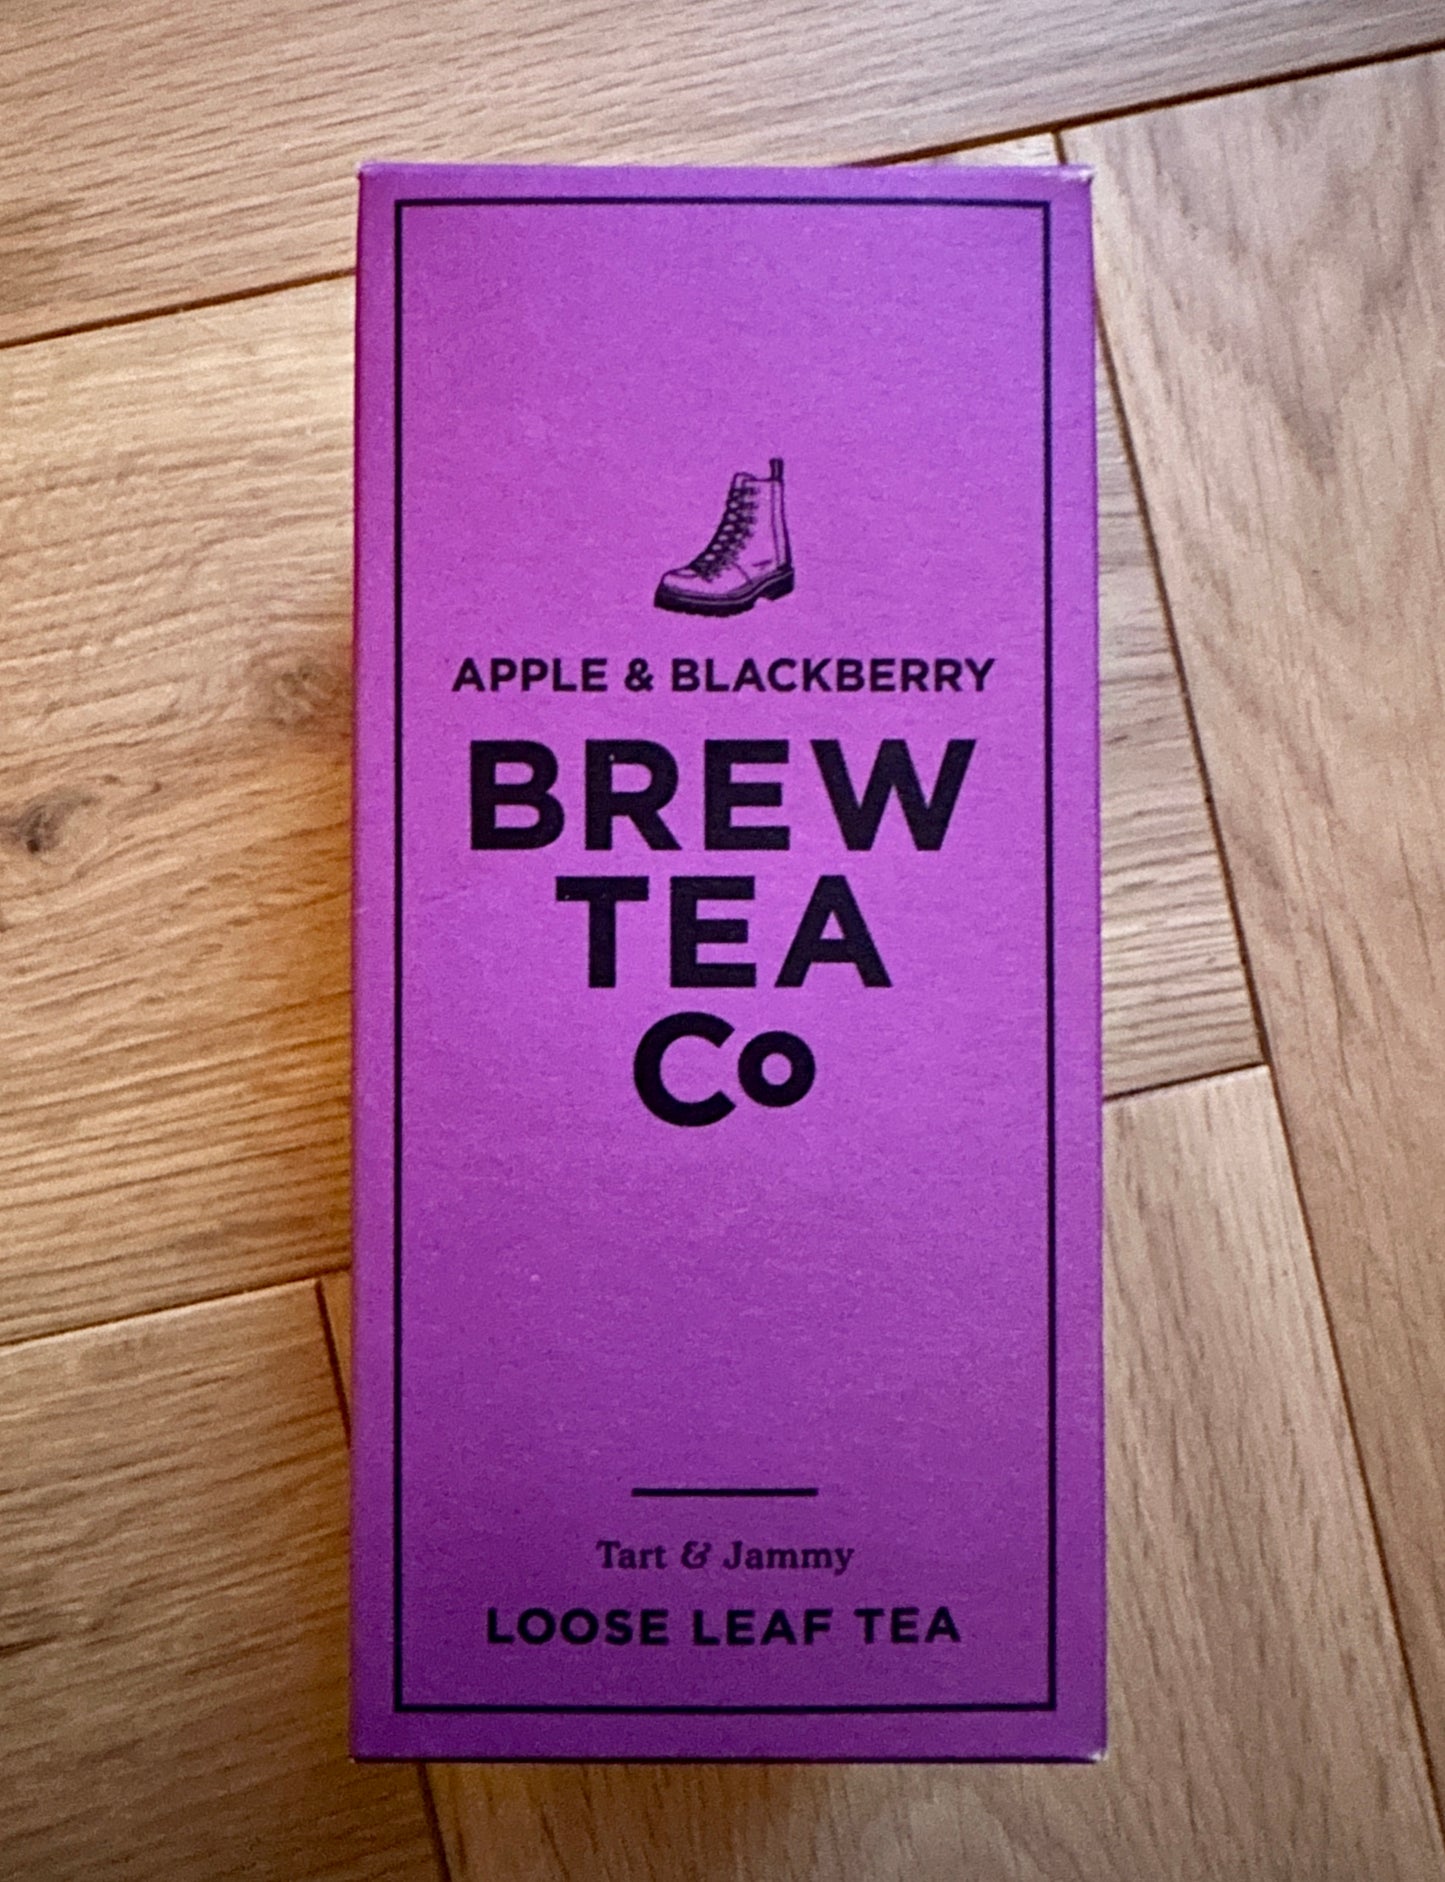 APPLE & BLACKBERRY
BREW
TEA
Co
Tart & Jammy
LOOSE LEAF TEA